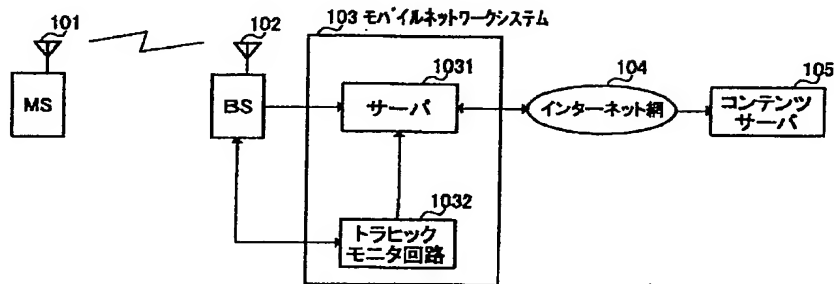 101
MS
102
BS
103 モバイルネットワークシステム
1031
サーバ
1032
トラヒック
モニタ回路
104
インターネット網
105
コンテンツ
サーバ